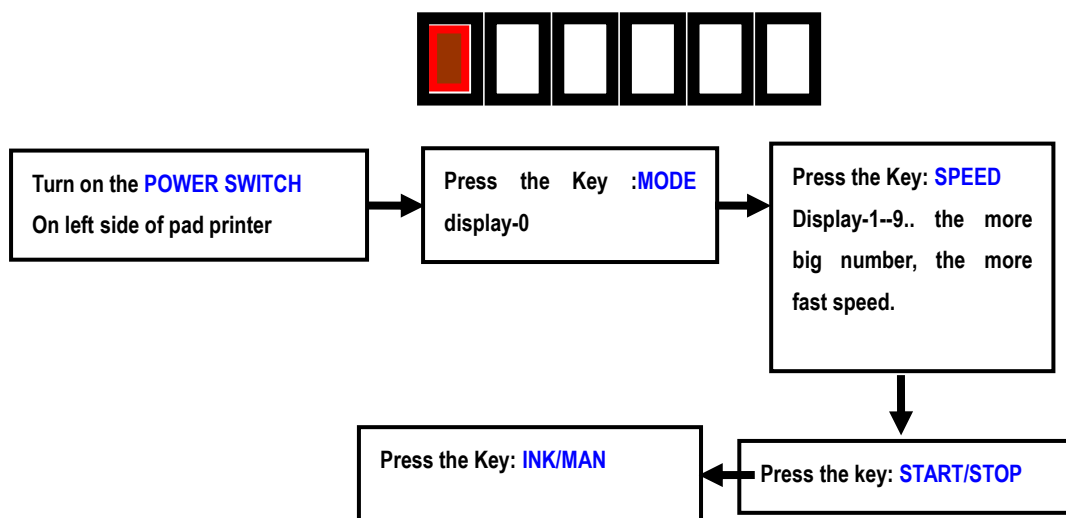 Turn on the POWER SWITCH
On left side of pad printer
Press the Key :MODE
display-0
Press the Key: SPEED
Display-1--9.. the more
big number, the more
fast speed.
Press the key: START/STOP
Press the Key: INK/MAN